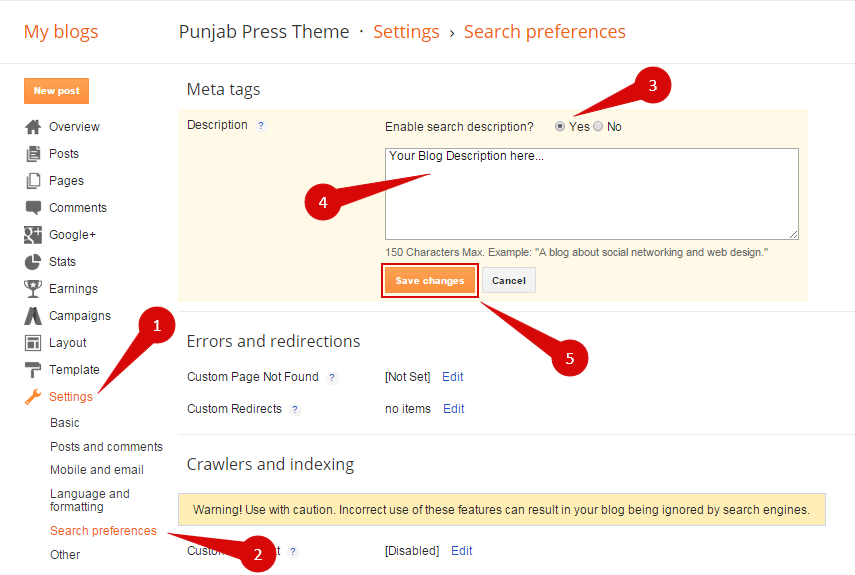 My blogs
Punjab Press Theme · Settings › Search preferences
New post
Overview
Posts
Pages
Comments
Google+
Stats
Earnings
Campaigns
Layout
Template
Settings
Basic
Posts and comments
Mobile and email
Language and
formatting
Search preferences
Other
Meta tags
Description ?
Enable search description? Yes No
Your Blog Description here...
150 Characters Max. Example: "A blog about social networking and web design."
Save changes Cancel
Errors and redirections
Custom Page Not Found ? [Not Set] Edit
Custom Redirects ? no items Edit
Crawlers and indexing
Warning! Use with caution. Incorrect use of these features can result in your blog being ignored by search engines.
? [Disabled] Edit
1
2
3
4
5